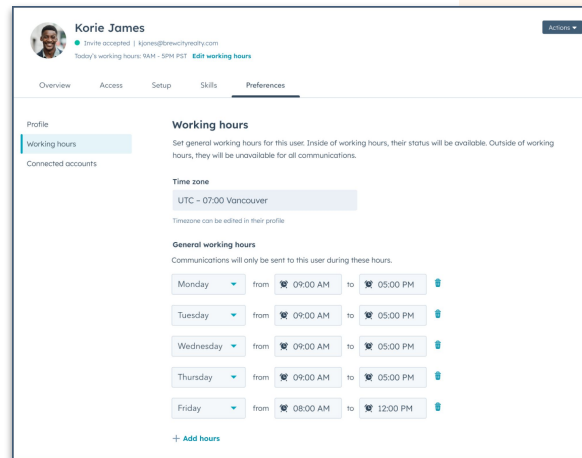 Korie James
Actions
Invite accepted | kjanes@brewcityrealty.com
Today's working hours: 9AM - 5PM PST Edit working hours
Overview Access Setup Skills Preferences
Profile
Working hours
Connected accounts
Working hours
Set general working hours for this user. Inside of working hours, their status will be available. Outside of working
hours, they will be unavailable for all communications.
Time zone
UTC – 07:00 Vancouver
Timezone can be edited in their profile
General working hours
Communications will only be sent to this user during these hours.
Monday from 09:00 AM to 05:00 PM
Tuesday from 09:00 AM to 05:00 PM
Wednesday from 09:00 AM to 05:00 PM
Thursday from 09:00 AM to 05:00 PM
Friday from 08:00 AM to 12:00 PM
+ Add hours